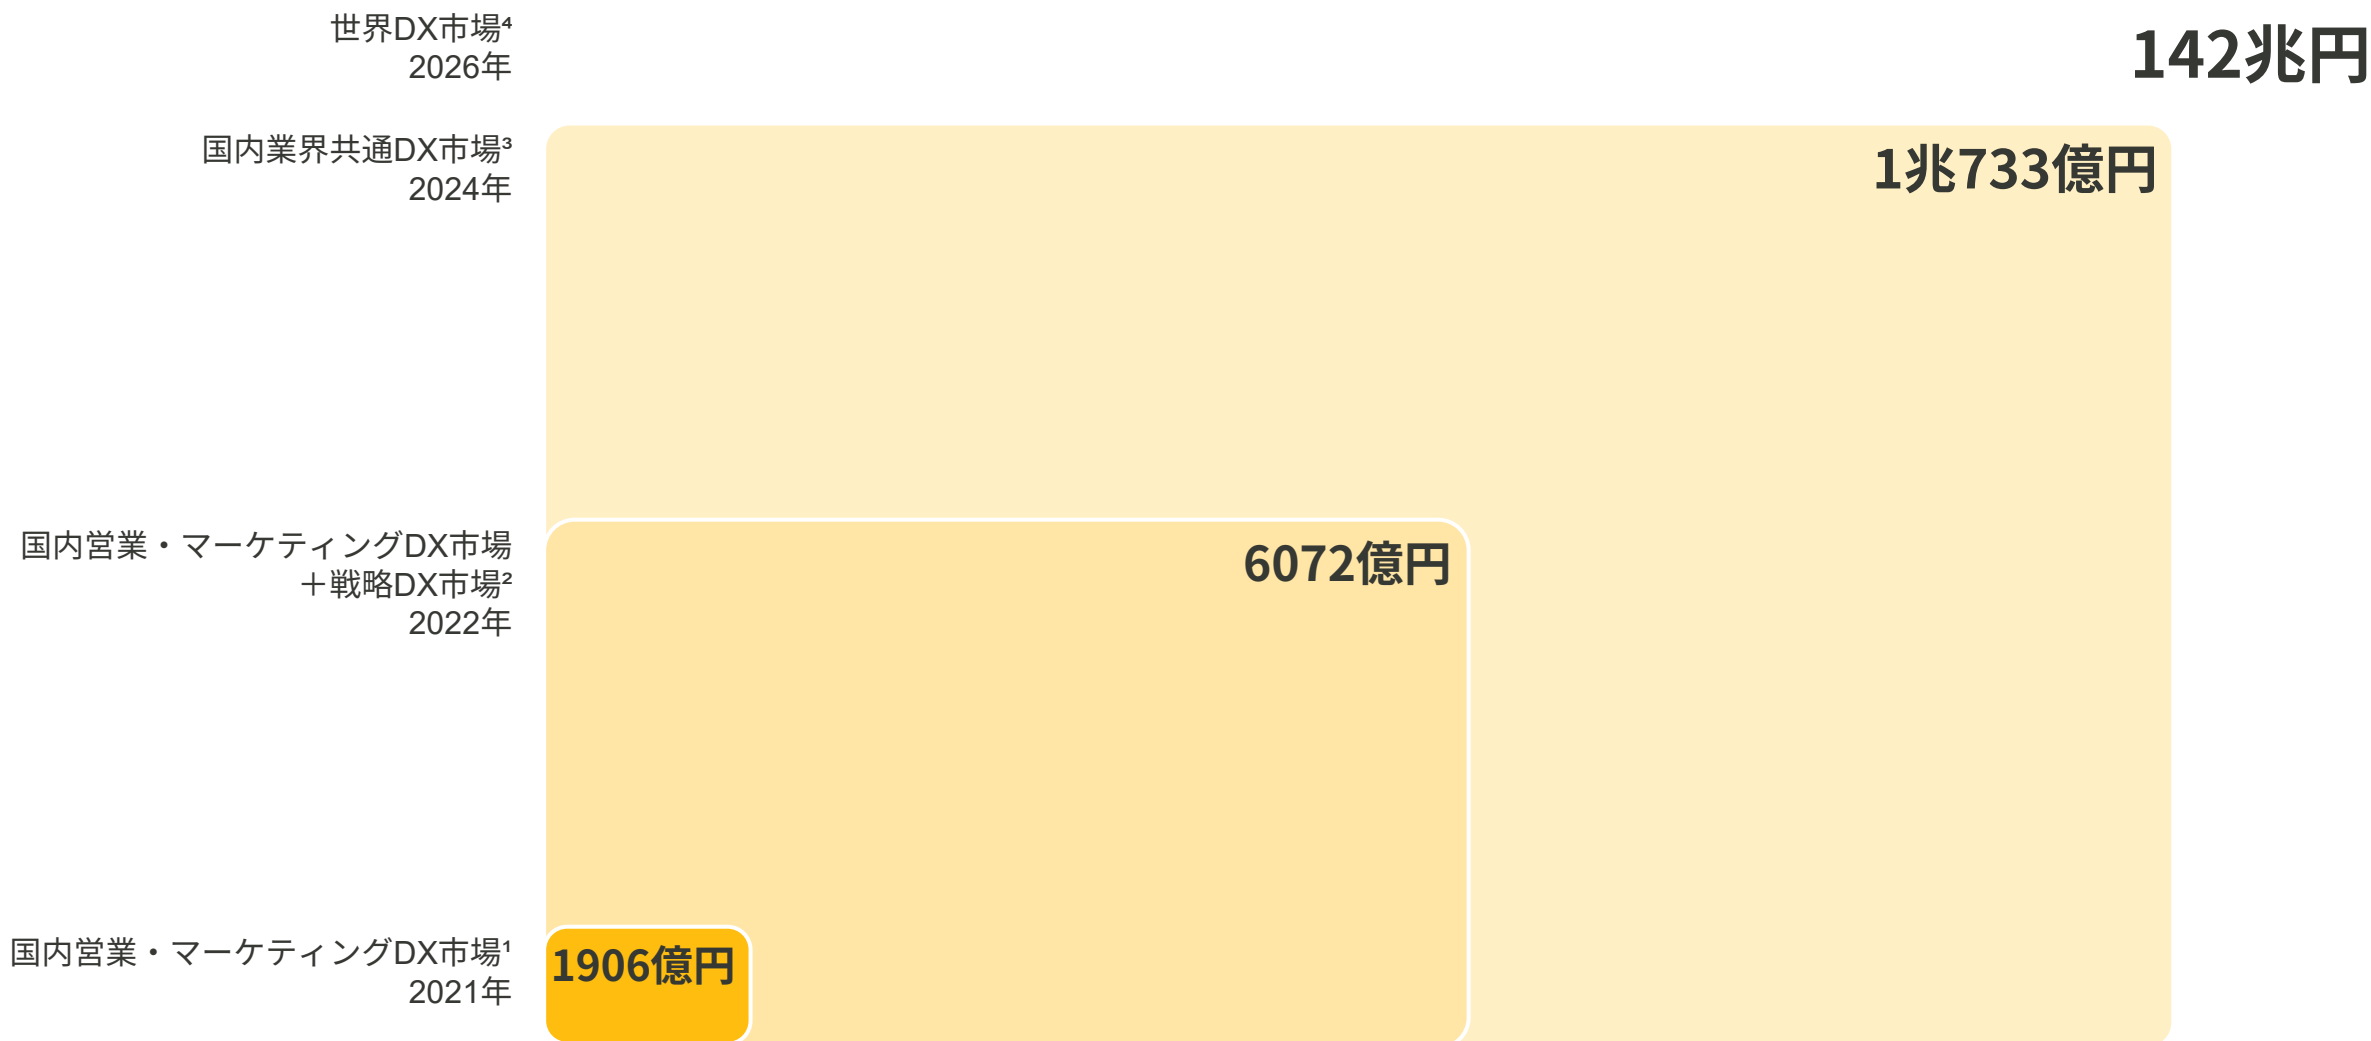 世界DX市場⁴
2026年
142兆円
国内業界共通DX市場³
2024年
1兆733億円
国内営業・マーケティングDX市場
＋戦略DX市場²
2022年
6072億円
国内営業・マーケティングDX市場¹
2021年
1906億円